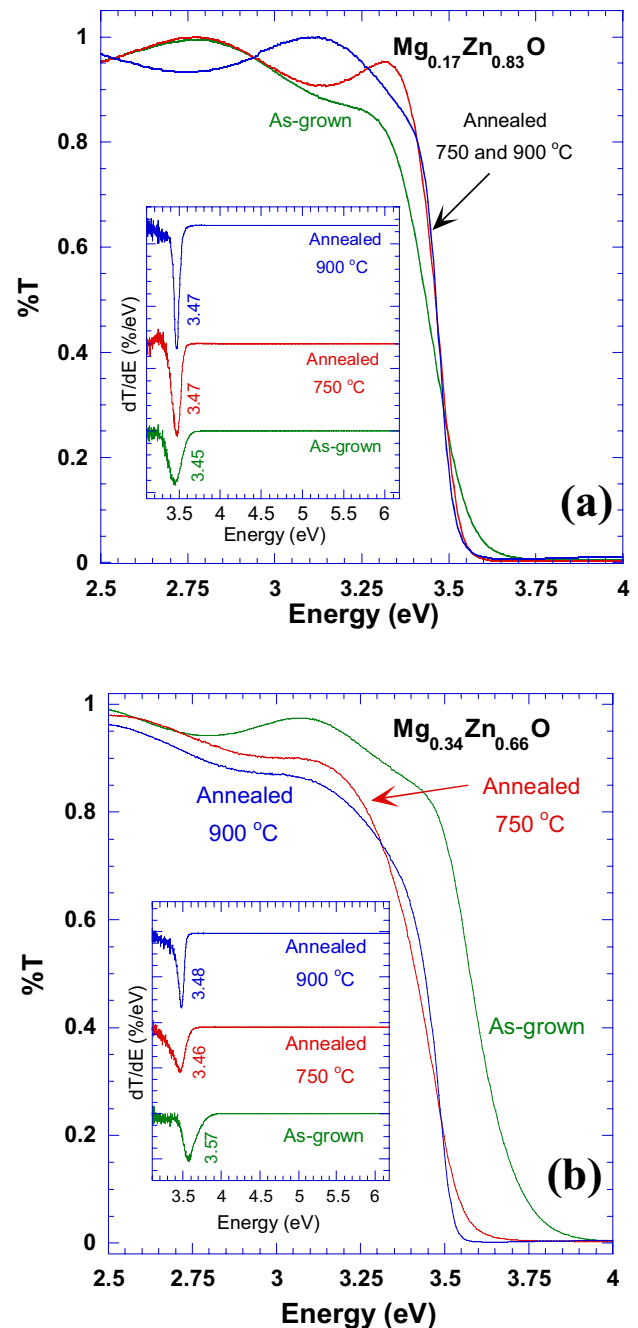 Mg0.17Zn0.83O
1
0.8
0.6
0.4
0.2
0
%T
As-grown
Annealed
750 and 900 °C
Annealed
900 °C
3.47
Annealed
750 °C
3.47
As-grown
3.45
dT/dE (%/eV)
3.5 4 4.5 5 5.5 6
Energy (eV)
(a)
2.5 2.75 3 3.25 3.5 3.75 4
Energy (eV)
Mg0.34Zn0.66O
1
0.8
0.6
0.4
0.2
0
%T
Annealed
900 °C
Annealed
750 °C
As-grown
Annealed
900 °C
3.48
Annealed
750 °C
3.46
As-grown
3.57
dT/dE (%/eV)
3.5 4 4.5 5 5.5 6
Energy (eV)
(b)
2.5 2.75 3 3.25 3.5 3.75 4
Energy (eV)